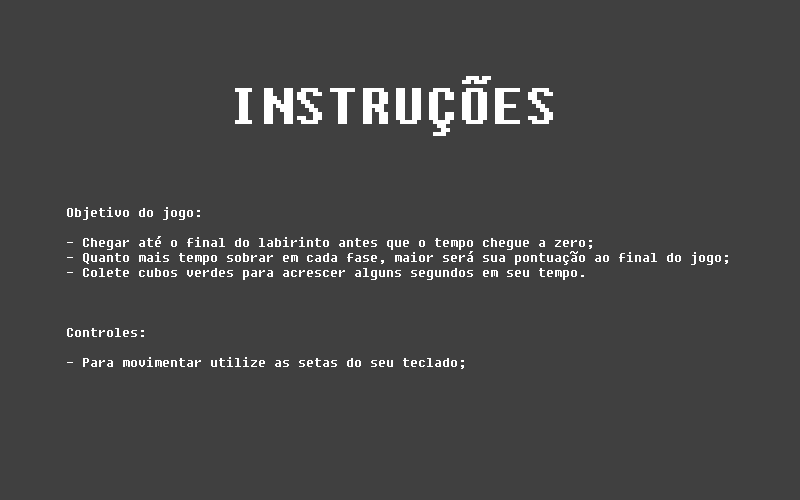 INSTRUÇÕES
Objetivo do jogo:
- Chegar até o final do labirinto antes que o tempo chegue a zero;
- Quanto mais tempo sobrar em cada fase, maior será sua pontuação ao final do jogo;
- Colete cubos verdes para acrescer alguns segundos em seu tempo.
Controles:
- Para movimentar utilize as setas do seu teclado;